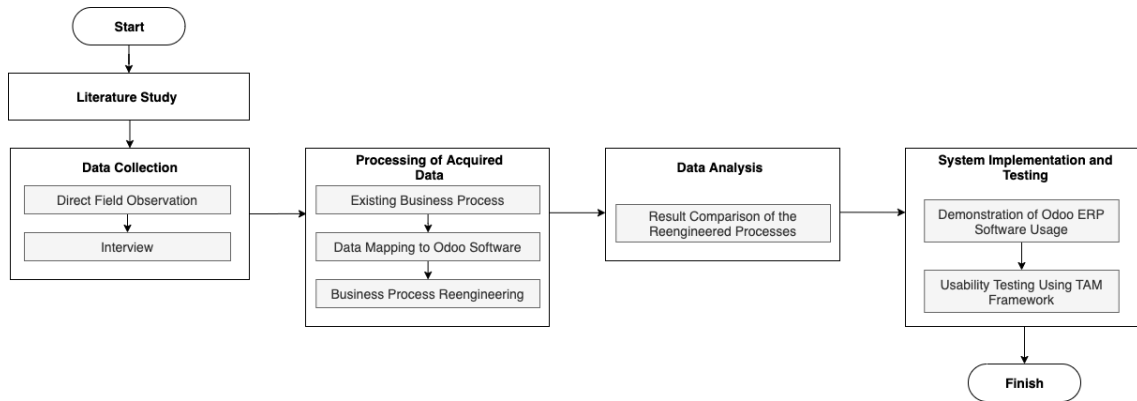 Start
Literature Study
Data Collection
Direct Field Observation
Interview
Processing of Acquired
Data
Existing Business Process
Data Mapping to Odoo Software
Business Process Reengineering
Data Analysis
Result Comparison of the
Reengineered Processes
System Implementation and
Testing
Demonstration of Odoo ERP
Software Usage
Usability Testing Using TAM
Framework
Finish